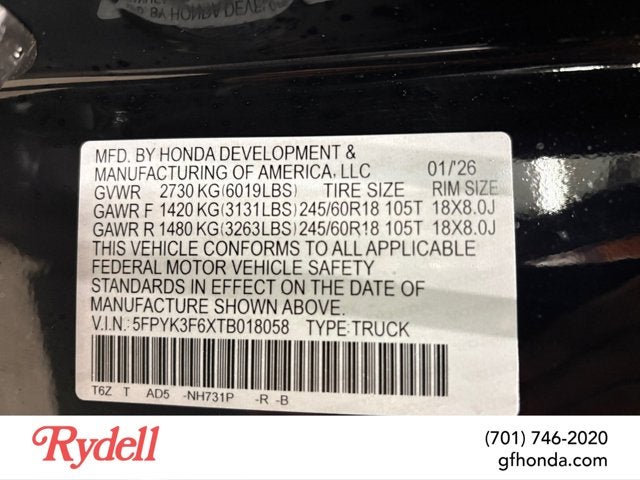 MFD. BY HONDA DEVELOPMENT &
MANUFACTURING OF AMERICA, LLC 01/'26
GVWR 2730 KG(6019LBS) TIRE SIZE RIM SIZE
GAWR F 1420 KG(3131LBS) 245/60R18 105T 18X8.0J
GAWR R 1480 KG(3263LBS) 245/60R18 105T 18X8.0J
THIS VEHICLE CONFORMS TO ALL APPLICABLE
FEDERAL MOTOR VEHICLE SAFETY
STANDARDS IN EFFECT ON THE DATE OF
MANUFACTURE SHOWN ABOVE.
V.I.N.: 5FPYK3F6XTB018058 TYPE:TRUCK
T6Z T AD5 -NH731P -R -B
Rydell
(701) 746-2020
gfhonda.com